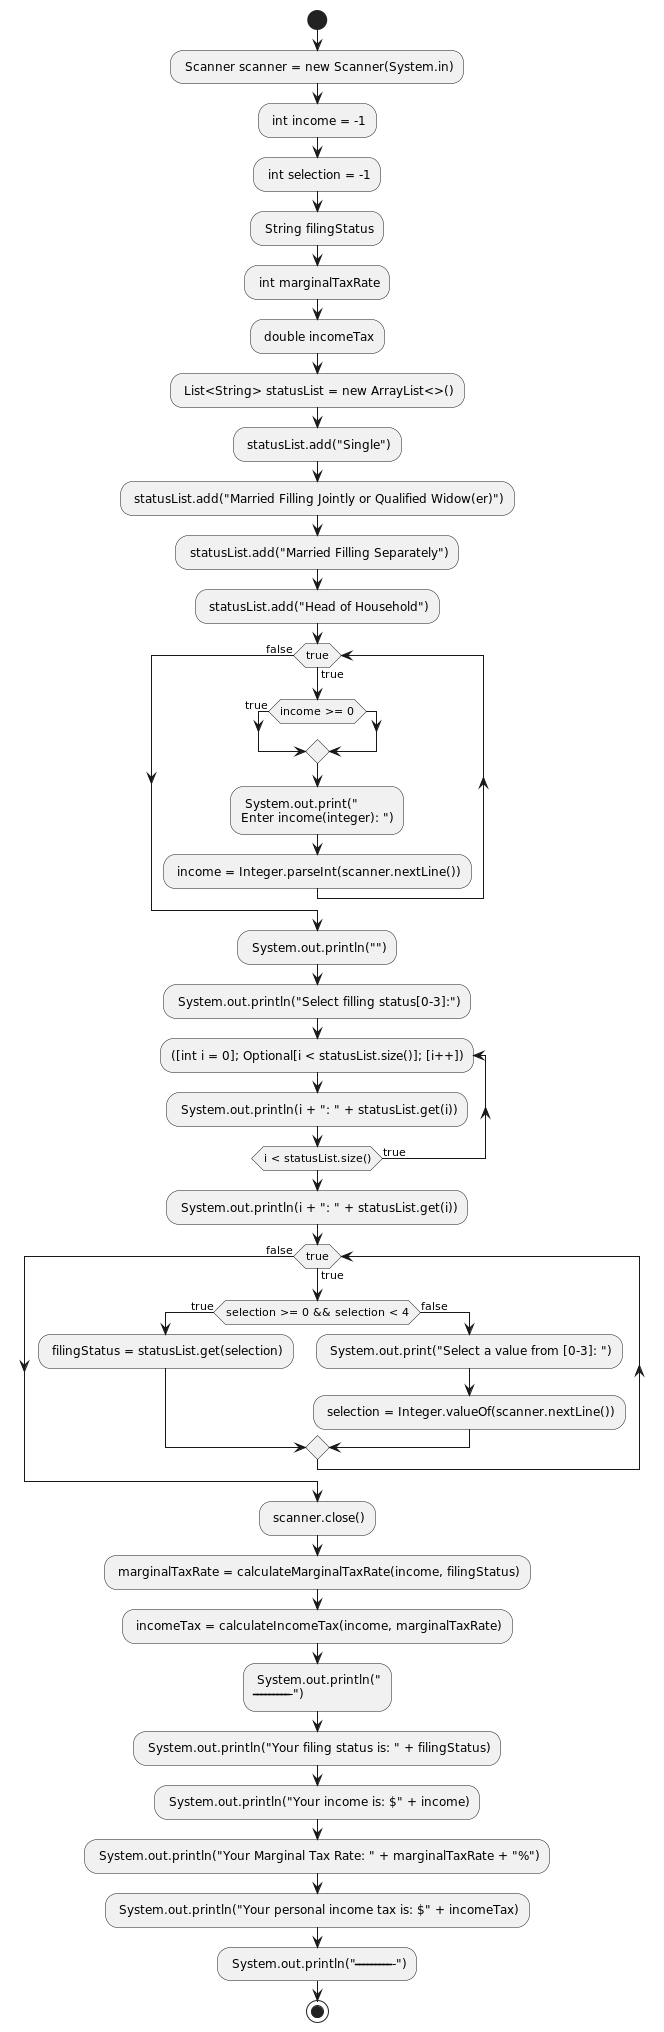 Scanner scanner = new Scanner(System.in)
int income = -1
int selection = -1
String filingStatus
int marginalTaxRate
double incomeTax
List<String> statusList = new ArrayList<>()
statusList.add("Single")
statusList.add("Married Filling Jointly or Qualified Widow(er)")
statusList.add("Married Filling Separately")
statusList.add("Head of Household")
false
true
true
true
income >= 0
System.out.print("
Enter income(integer): ")
income = Integer.parseInt(scanner.nextLine())
System.out.println("")
System.out.println("Select filling status[0-3]:")
([int i = 0]; Optional[i < statusList.size()]; [i++])
System.out.println(i + ": " + statusList.get(i))
i < statusList.size()
true
System.out.println(i + ": " + statusList.get(i))
false
true
true
true
selection >= 0 && selection < 4
false
filingStatus = statusList.get(selection)
System.out.print("Select a value from [0-3]: ")
selection = Integer.valueOf(scanner.nextLine())
scanner.close()
marginalTaxRate = calculateMarginalTaxRate(income, filingStatus)
incomeTax = calculateIncomeTax(income, marginalTaxRate)
System.out.println("
----------")
System.out.println("Your filing status is: " + filingStatus)
System.out.println("Your income is: $" + income)
System.out.println("Your Marginal Tax Rate: " + marginalTaxRate + "%")
System.out.println("Your personal income tax is: $" + incomeTax)
System.out.println("----------")